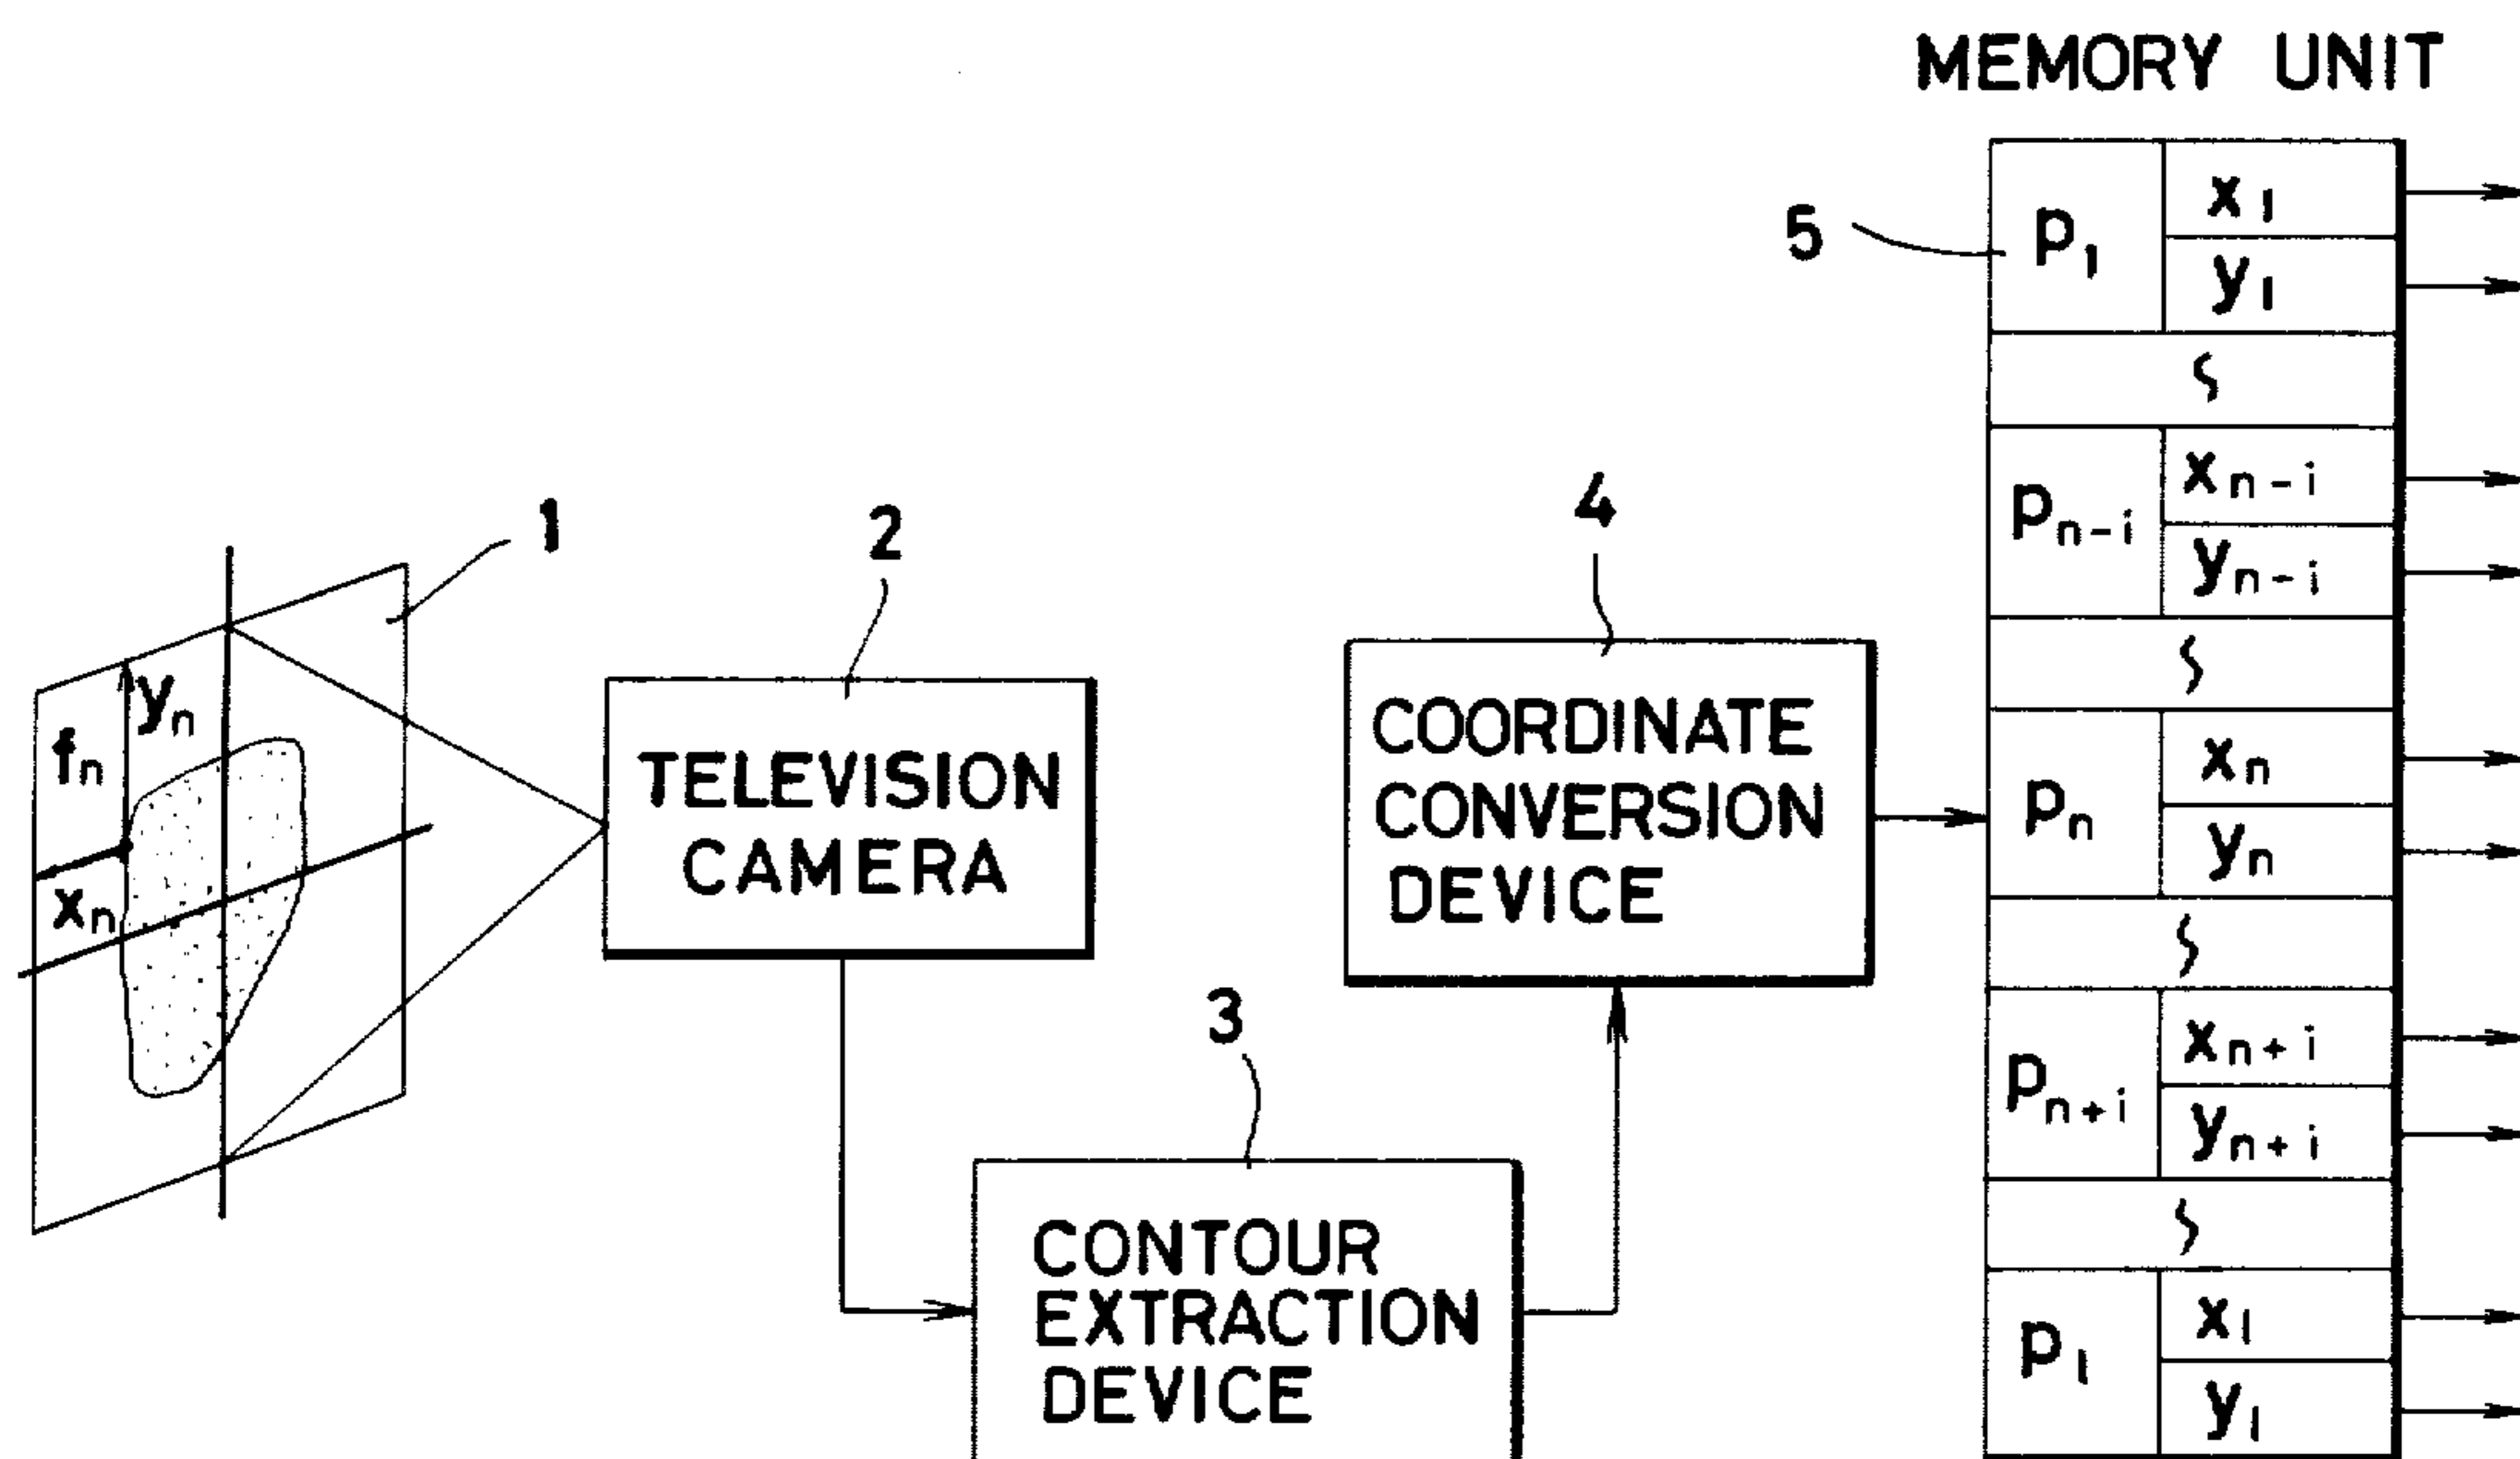 MEMORY UNIT
5
p₁ x₁
y₁
pₙ₋ᵢ xₙ₋ᵢ
yₙ₋ᵢ
pₙ xₙ
yₙ
pₙ₊ᵢ xₙ₊ᵢ
yₙ₊ᵢ
pₗ xₗ
yₗ
1
yₙ
fₙ
xₙ
2
TELEVISION
CAMERA
4
COORDINATE
CONVERSION
DEVICE
3
CONTOUR
EXTRACTION
DEVICE